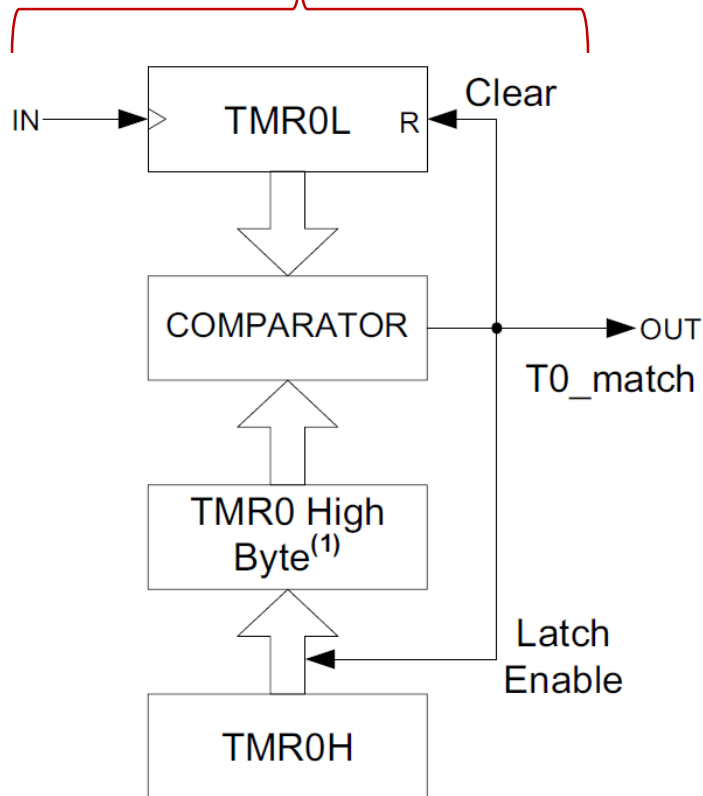 Clear
IN
TMR0L
R
COMPARATOR
OUT
T0_match
TMR0 High
Byte(1)
Latch
Enable
TMR0H